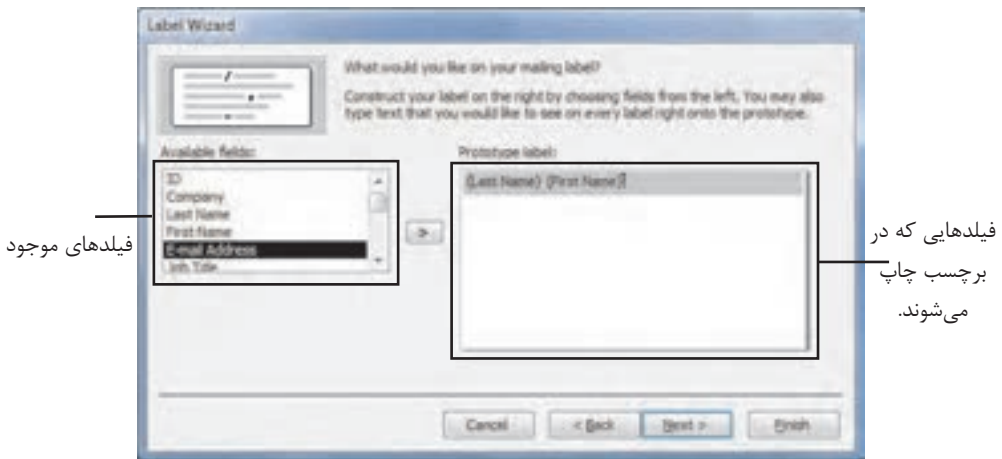 Label Wizard
What would you like on your mailing label?
Construct your label on the right by choosing fields from the left. You may also
type text that you would like to see on every label right onto the prototype.
Available fields:
Prototype label:
ID
Company
Last Name
First Name
E-mail Address
Job Title
>
{Last Name} {First Name}
فیلدهای موجود
فیلدهایی که در
برچسب چاپ
می‌شوند.
Cancel
< Back
Next >
Finish